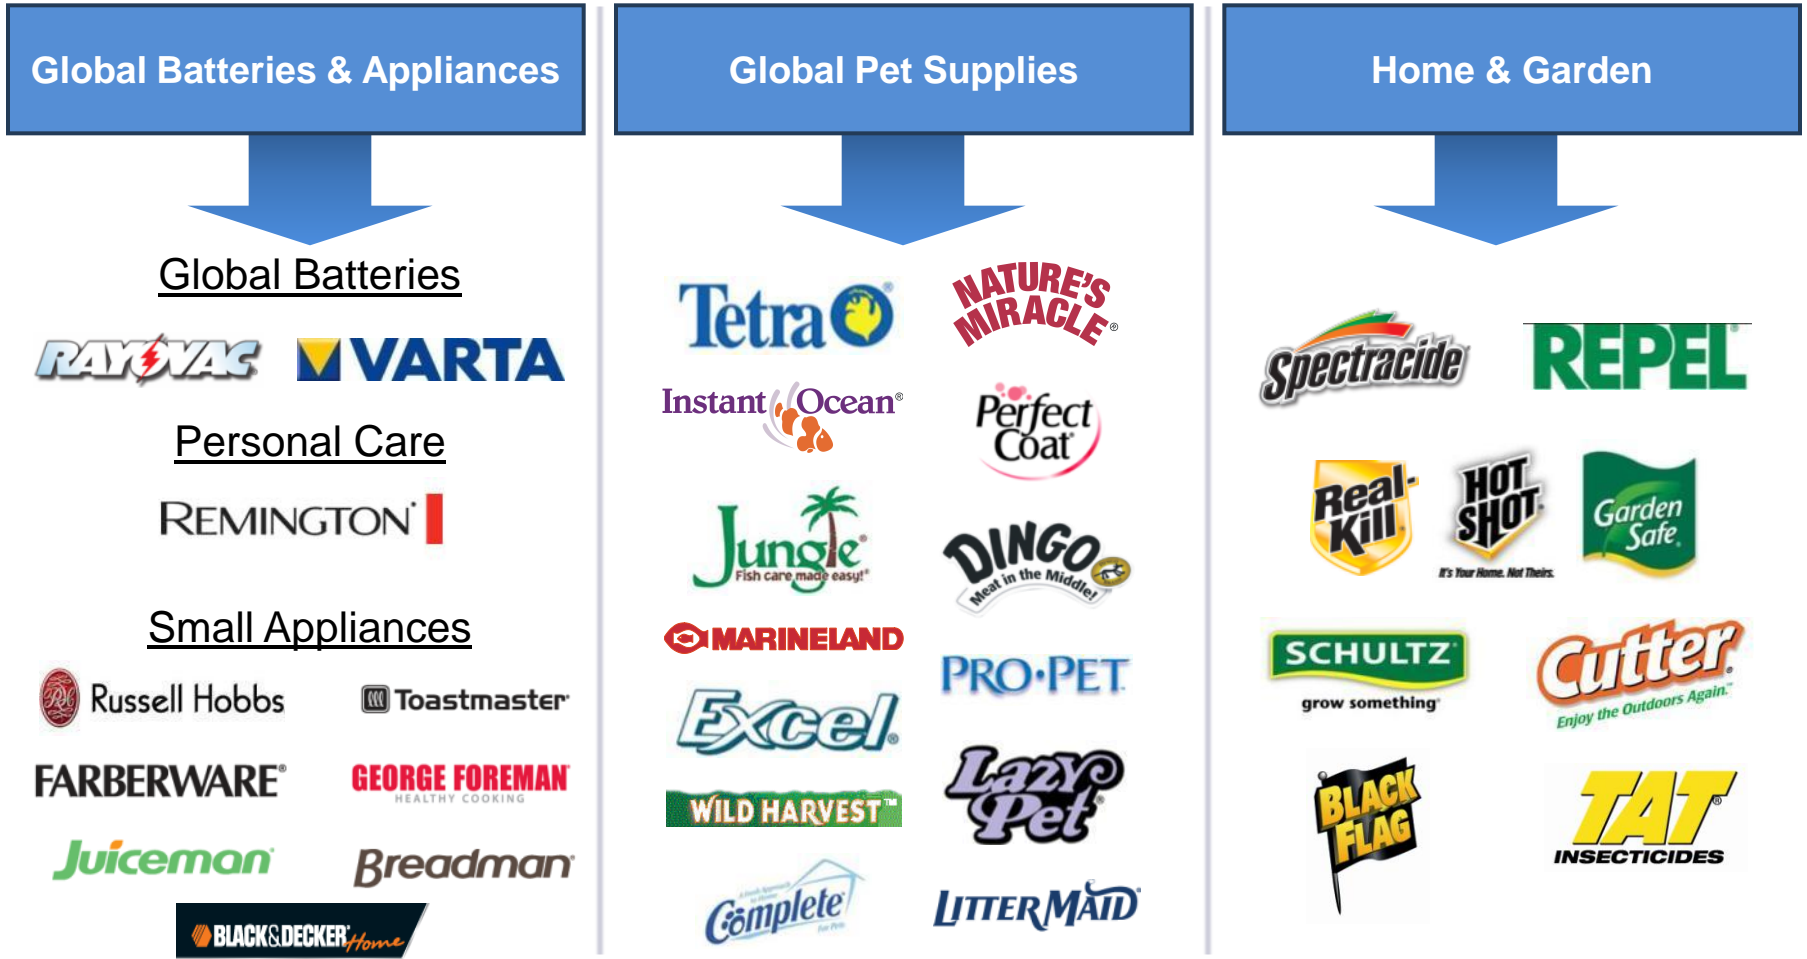 Global Batteries & Appliances
Global Batteries
RAYOVAC
VARTA
Personal Care
REMINGTON
Small Appliances
Russell Hobbs
Toastmaster
FARBERWARE®
GEORGE FOREMAN
HEALTHY COOKING
Juiceman
Breadman
BLACK&DECKER Home
Global Pet Supplies
Tetra®
NATURE'S
MIRACLE®
Instant Ocean®
Perfect
Coat
Jungle®
Fish care made easy!®
DINGO
Meat in the Middle!
MARINELAND
PRO•PET
Excel®
Lazy
Pet®
WILD HARVEST™
Complete
For Pets
LITTERMAID
Home & Garden
Spectracide
REPEL
Real-
Kill
HOT
SHOT
It's Your Home. Not Theirs.
Garden
Safe
SCHULTZ
grow something
Cutter
Enjoy the Outdoors Again.™
BLACK
FLAG
TAT®
INSECTICIDES